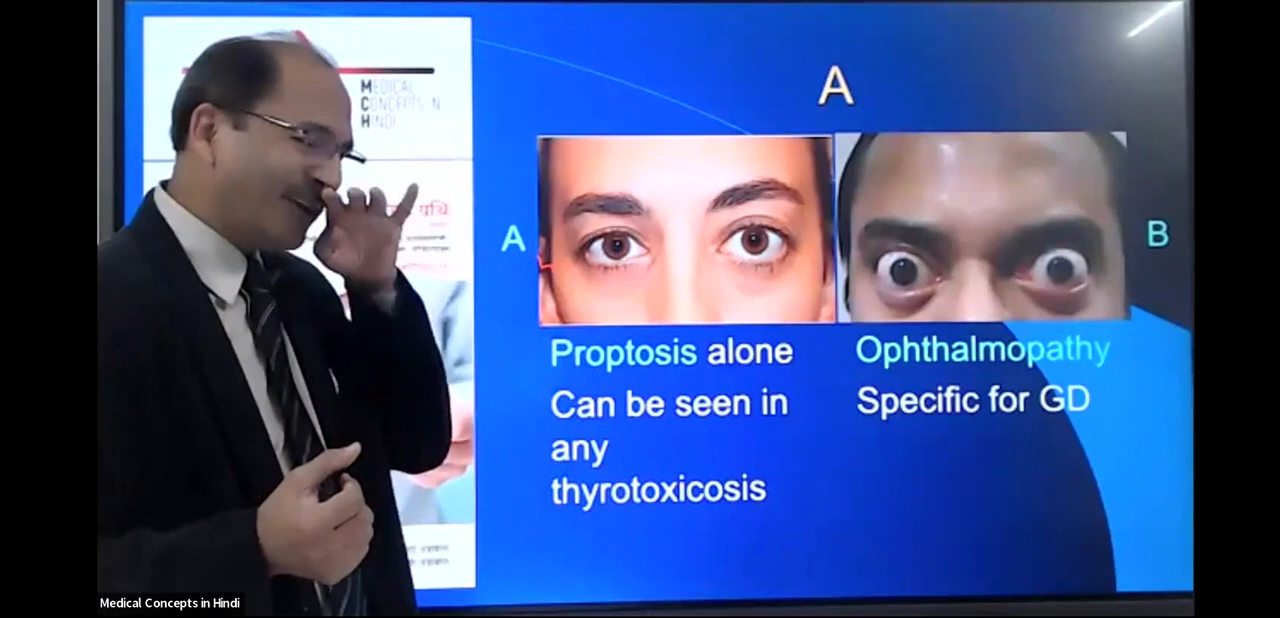 MEDICAL
CONCEPTS IN
HINDI
A
A
B
Proptosis alone
Can be seen in
any
thyrotoxicosis
Ophthalmopathy
Specific for GD
Medical Concepts in Hindi